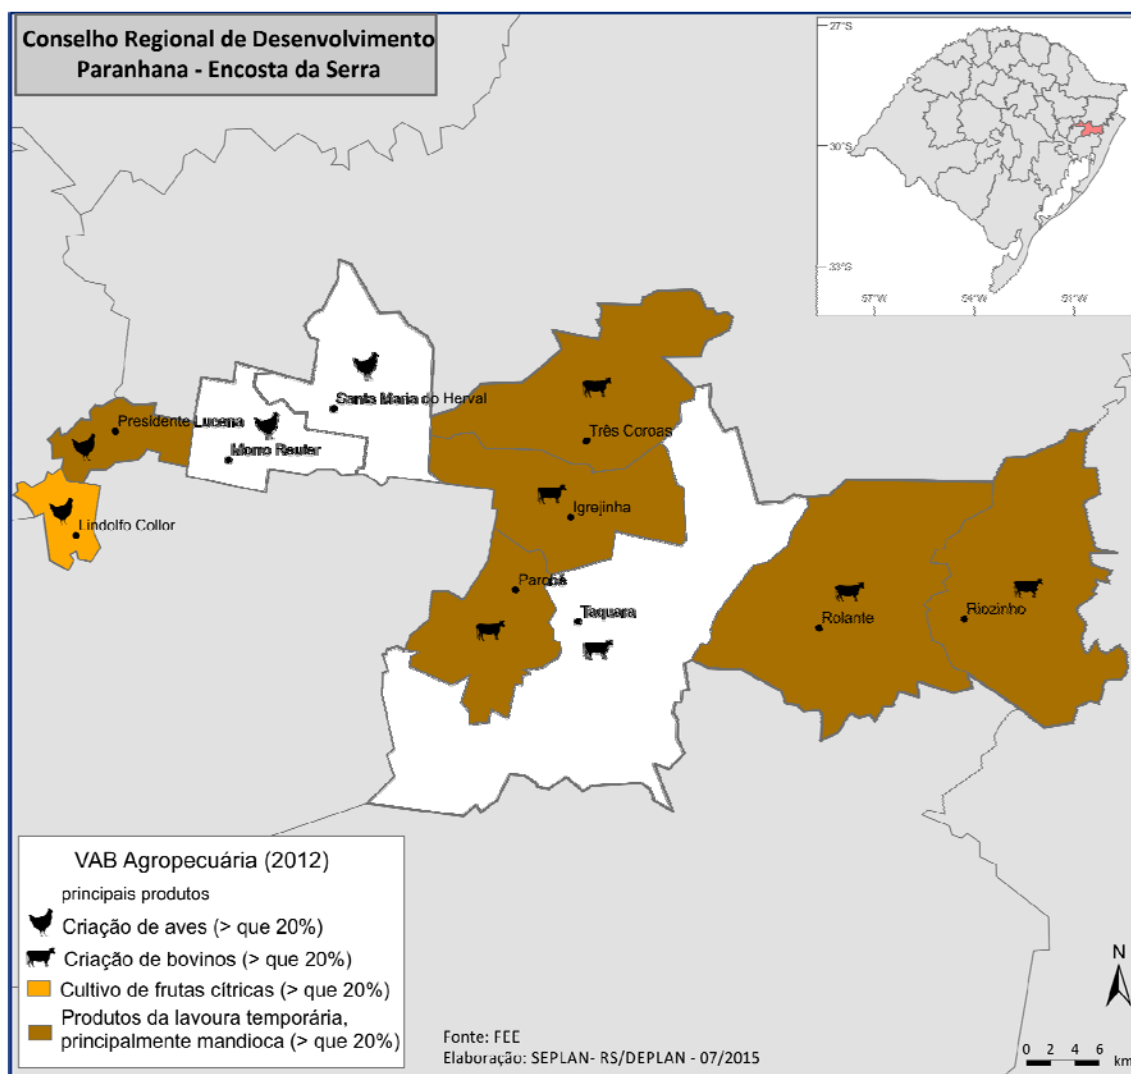 Conselho Regional de Desenvolvimento
Paranhana - Encosta da Serra
27°S
30°S
33°S
57°W
54°W
51°W
Santa Maria do Herval
Presidente Lucena
Três Coroas
Morro Reuter
Igrejinha
Lindolfo Collor
Parobé
Taquara
Rolante
Riozinho
VAB Agropecuária (2012)
principais produtos
Criação de aves (> que 20%)
Criação de bovinos (> que 20%)
Cultivo de frutas cítricas (> que 20%)
Produtos da lavoura temporária,
principalmente mandioca (> que 20%)
Fonte: FEE
Elaboração: SEPLAN- RS/DEPLAN - 07/2015
N
0 2 4 6
km